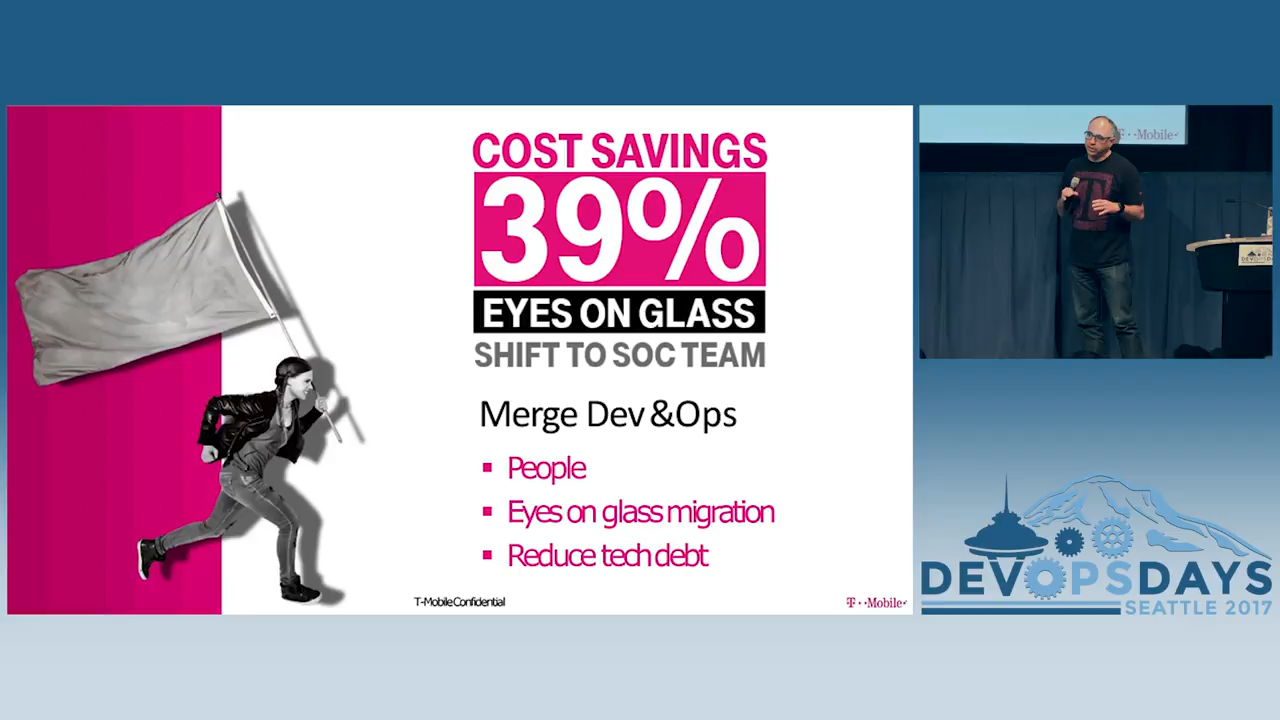 COST SAVINGS
39%
EYES ON GLASS
SHIFT TO SOC TEAM
Merge Dev & Ops
▪ People
▪ Eyes on glass migration
▪ Reduce tech debt
T-Mobile Confidential
T··Mobile·
T··Mobile·
T
DEVOPSDAYS
SEATTLE 2017